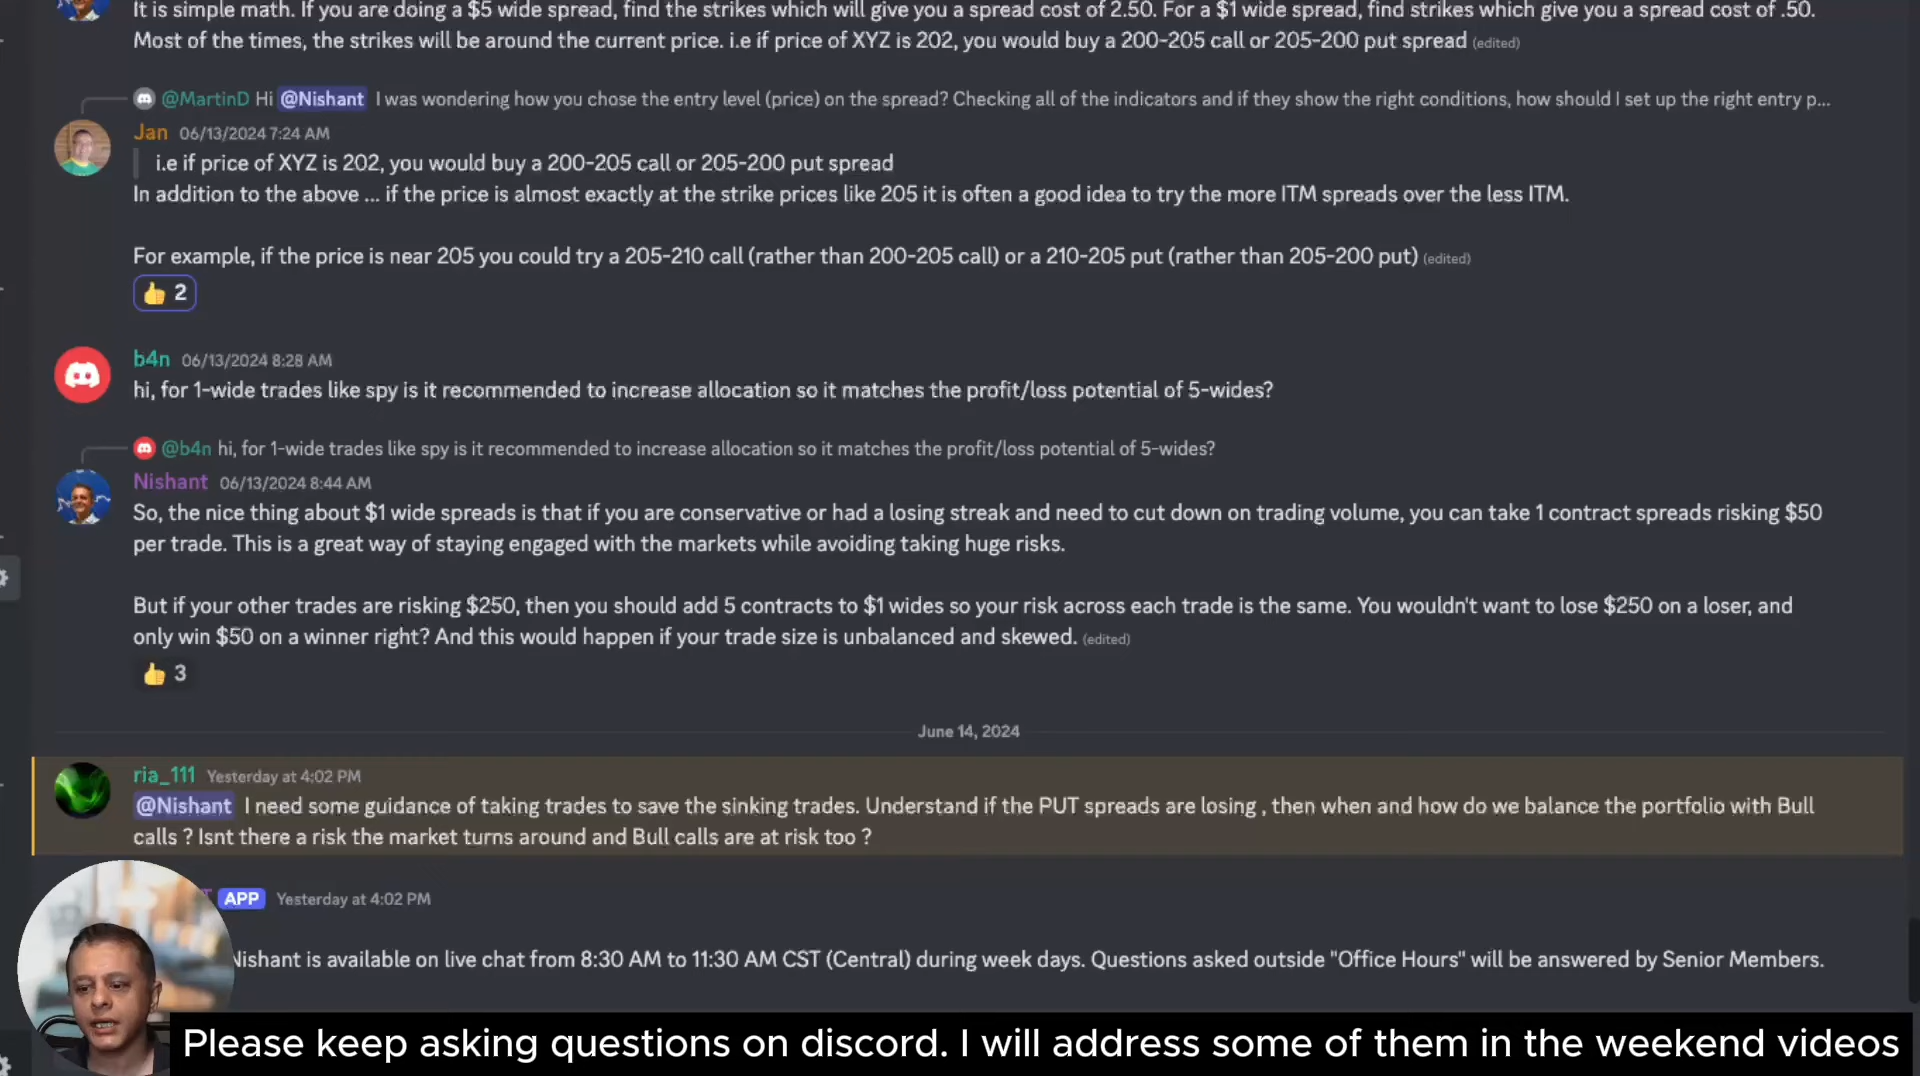 It is simple math. If you are doing a $5 wide spread, find the strikes which will give you a spread cost of 2.50. For a $1 wide spread, find strikes which give you a spread cost of .50.
Most of the times, the strikes will be around the current price. i.e if price of XYZ is 202, you would buy a 200-205 call or 205-200 put spread (edited)
@MartinD Hi @Nishant I was wondering how you chose the entry level (price) on the spread? Checking all of the indicators and if they show the right conditions, how should I set up the right entry p...
Jan 06/13/2024 7:24 AM
i.e if price of XYZ is 202, you would buy a 200-205 call or 205-200 put spread
In addition to the above ... if the price is almost exactly at the strike prices like 205 it is often a good idea to try the more ITM spreads over the less ITM.
For example, if the price is near 205 you could try a 205-210 call (rather than 200-205 call) or a 210-205 put (rather than 205-200 put) (edited)
👍 2
b4n 06/13/2024 8:28 AM
hi, for 1-wide trades like spy is it recommended to increase allocation so it matches the profit/loss potential of 5-wides?
@b4n hi, for 1-wide trades like spy is it recommended to increase allocation so it matches the profit/loss potential of 5-wides?
Nishant 06/13/2024 8:44 AM
So, the nice thing about $1 wide spreads is that if you are conservative or had a losing streak and need to cut down on trading volume, you can take 1 contract spreads risking $50
per trade. This is a great way of staying engaged with the markets while avoiding taking huge risks.
But if your other trades are risking $250, then you should add 5 contracts to $1 wides so your risk across each trade is the same. You wouldn't want to lose $250 on a loser, and
only win $50 on a winner right? And this would happen if your trade size is unbalanced and skewed. (edited)
👍 3
June 14, 2024
ria_111 Yesterday at 4:02 PM
@Nishant I need some guidance of taking trades to save the sinking trades. Understand if the PUT spreads are losing , then when and how do we balance the portfolio with Bull
calls ? Isnt there a risk the market turns around and Bull calls are at risk too ?
APP Yesterday at 4:02 PM
Nishant is available on live chat from 8:30 AM to 11:30 AM CST (Central) during week days. Questions asked outside "Office Hours" will be answered by Senior Members.
Please keep asking questions on discord. I will address some of them in the weekend videos